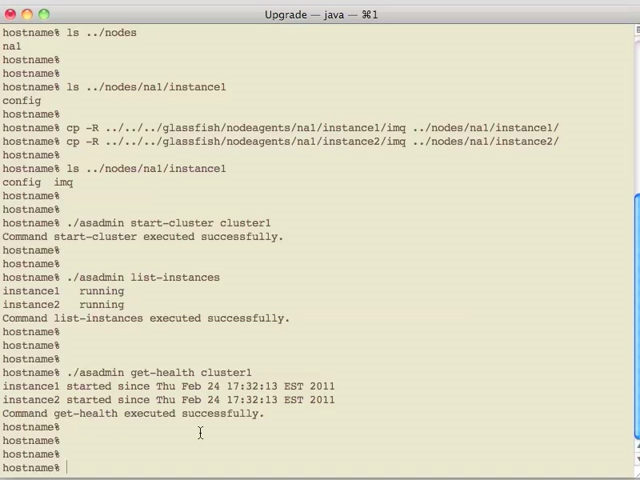 Upgrade — java — ⌘1
hostname% ls ../nodes
na1
hostname%
hostname%
hostname% ls ../nodes/na1/instance1
config
hostname%
hostname% cp -R ../../../glassfish/nodeagents/na1/instance1/imq ../nodes/na1/instance1/
hostname% cp -R ../../../glassfish/nodeagents/na1/instance2/imq ../nodes/na1/instance2/
hostname%
hostname% ls ../nodes/na1/instance1
config  imq
hostname%
hostname%
hostname% ./asadmin start-cluster cluster1
Command start-cluster executed successfully.
hostname%
hostname%
hostname% ./asadmin list-instances
instance1   running
instance2   running
Command list-instances executed successfully.
hostname%
hostname%
hostname%
hostname% ./asadmin get-health cluster1
instance1 started since Thu Feb 24 17:32:13 EST 2011
instance2 started since Thu Feb 24 17:32:13 EST 2011
Command get-health executed successfully.
hostname%
hostname%
hostname%
hostname%